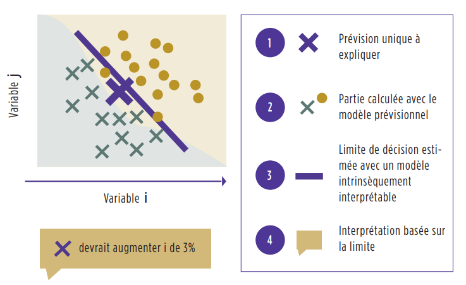 Variable j
Variable i
devrait augmenter i de 3%
1
Prévision unique à
expliquer
2
Partie calculée avec le
modèle prévisionnel
3
Limite de décision esti-
mée avec un modèle
intrinsèquement
interprétable
4
Interprétation basée sur
la limite